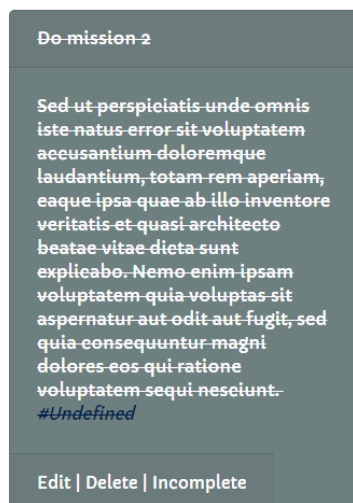 Do mission 2
Sed ut perspiciatis unde omnis
iste natus error sit voluptatem
accusantium doloremque
laudantium, totam rem aperiam,
eaque ipsa quae ab illo inventore
veritatis et quasi architecto
beatae vitae dicta sunt
explicabo. Nemo enim ipsam
voluptatem quia voluptas sit
aspernatur aut odit aut fugit, sed
quia consequuntur magni
dolores eos qui ratione
voluptatem sequi nesciunt.
#Undefined
Edit | Delete | Incomplete